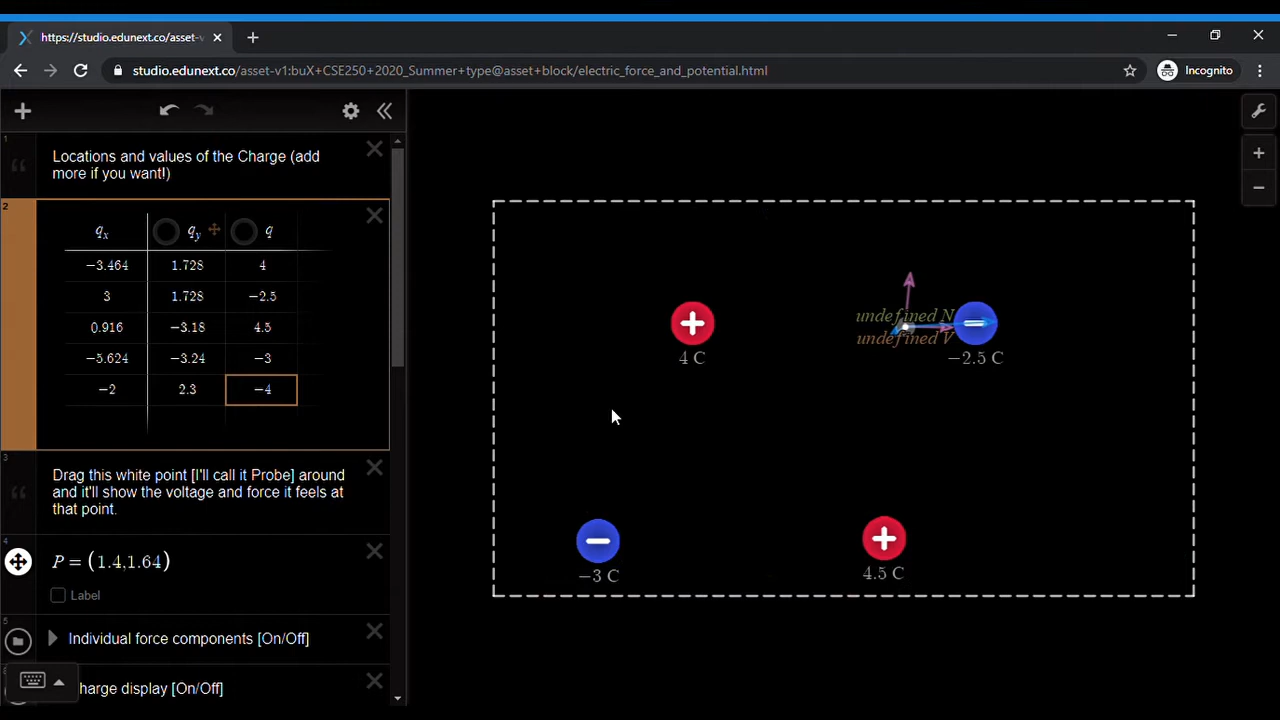 https://studio.edunext.co/asset-v
studio.edunext.co/asset-v1:buX+CSE250+2020_Summer+type@asset+block/electric_force_and_potential.html
Incognito
1
Locations and values of the Charge (add
more if you want!)
2
qx qy q
−3.464 1.728 4
3 1.728 −2.5
0.916 −3.18 4.5
−5.624 −3.24 −3
−2 2.3 −4
3
Drag this white point [I'll call it Probe] around
and it'll show the voltage and force it feels at
that point.
4
P = (1.4,1.64)
Label
5
Individual force components [On/Off]
harge display [On/Off]
undefined N
undefined V
4 C
−2.5 C
−3 C
4.5 C